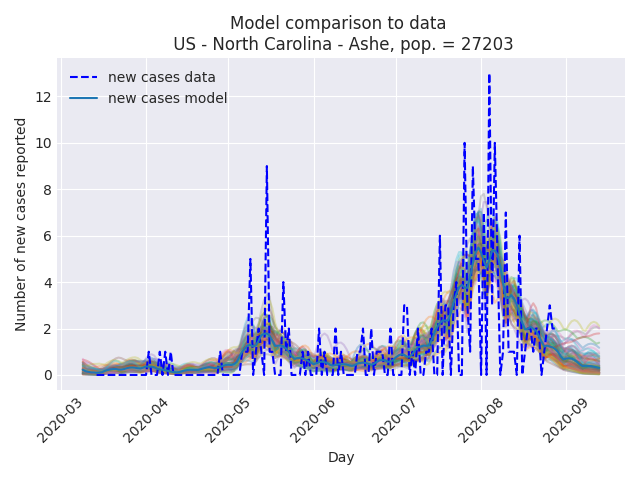 Model comparison to data
US - North Carolina - Ashe, pop. = 27203
new cases data
new cases model
Number of new cases reported
12
10
8
6
4
2
0
2020-03
2020-04
2020-05
2020-06
2020-07
2020-08
2020-09
Day